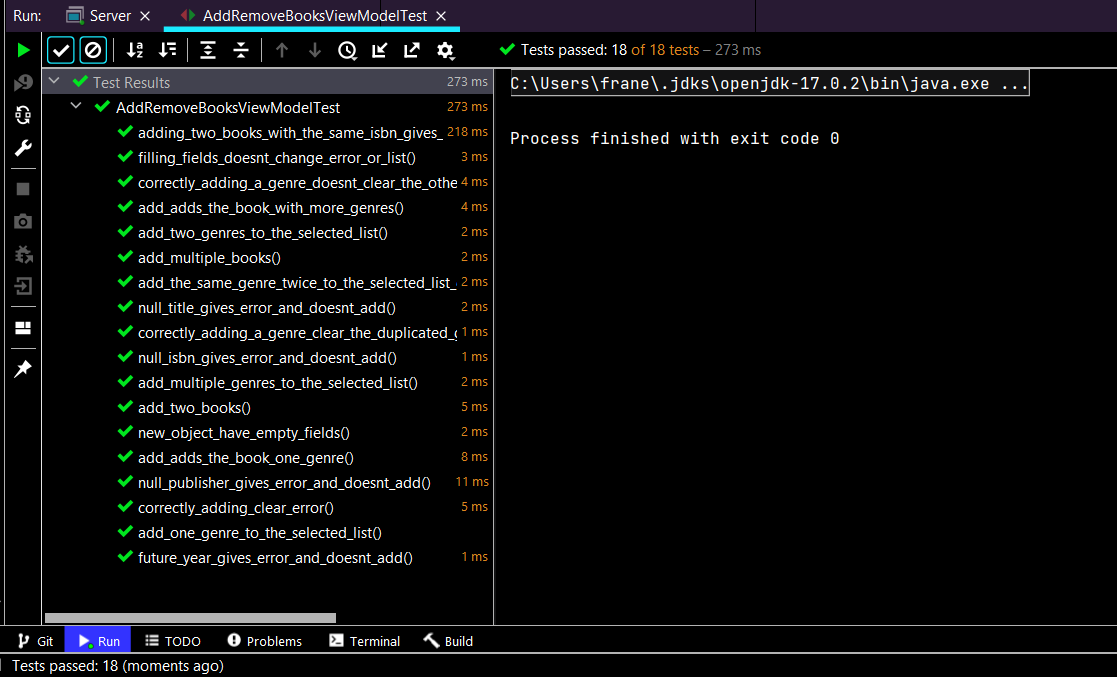 Run: Server AddRemoveBooksViewModelTest
Tests passed: 18 of 18 tests – 273 ms
Test Results 273 ms
AddRemoveBooksViewModelTest 273 ms
adding_two_books_with_the_same_isbn_gives_ 218 ms
filling_fields_doesnt_change_error_or_list() 3 ms
correctly_adding_a_genre_doesnt_clear_the_othe 4 ms
add_adds_the_book_with_more_genres() 4 ms
add_two_genres_to_the_selected_list() 2 ms
add_multiple_books() 2 ms
add_the_same_genre_twice_to_the_selected_list_ 2 ms
null_title_gives_error_and_doesnt_add() 2 ms
correctly_adding_a_genre_clear_the_duplicated_g 1 ms
null_isbn_gives_error_and_doesnt_add() 1 ms
add_multiple_genres_to_the_selected_list() 2 ms
add_two_books() 5 ms
new_object_have_empty_fields() 2 ms
add_adds_the_book_one_genre() 8 ms
null_publisher_gives_error_and_doesnt_add() 11 ms
correctly_adding_clear_error() 5 ms
add_one_genre_to_the_selected_list()
future_year_gives_error_and_doesnt_add() 1 ms
C:\Users\frane\.jdks\openjdk-17.0.2\bin\java.exe ...
Process finished with exit code 0
Git Run TODO Problems Terminal Build
Tests passed: 18 (moments ago)